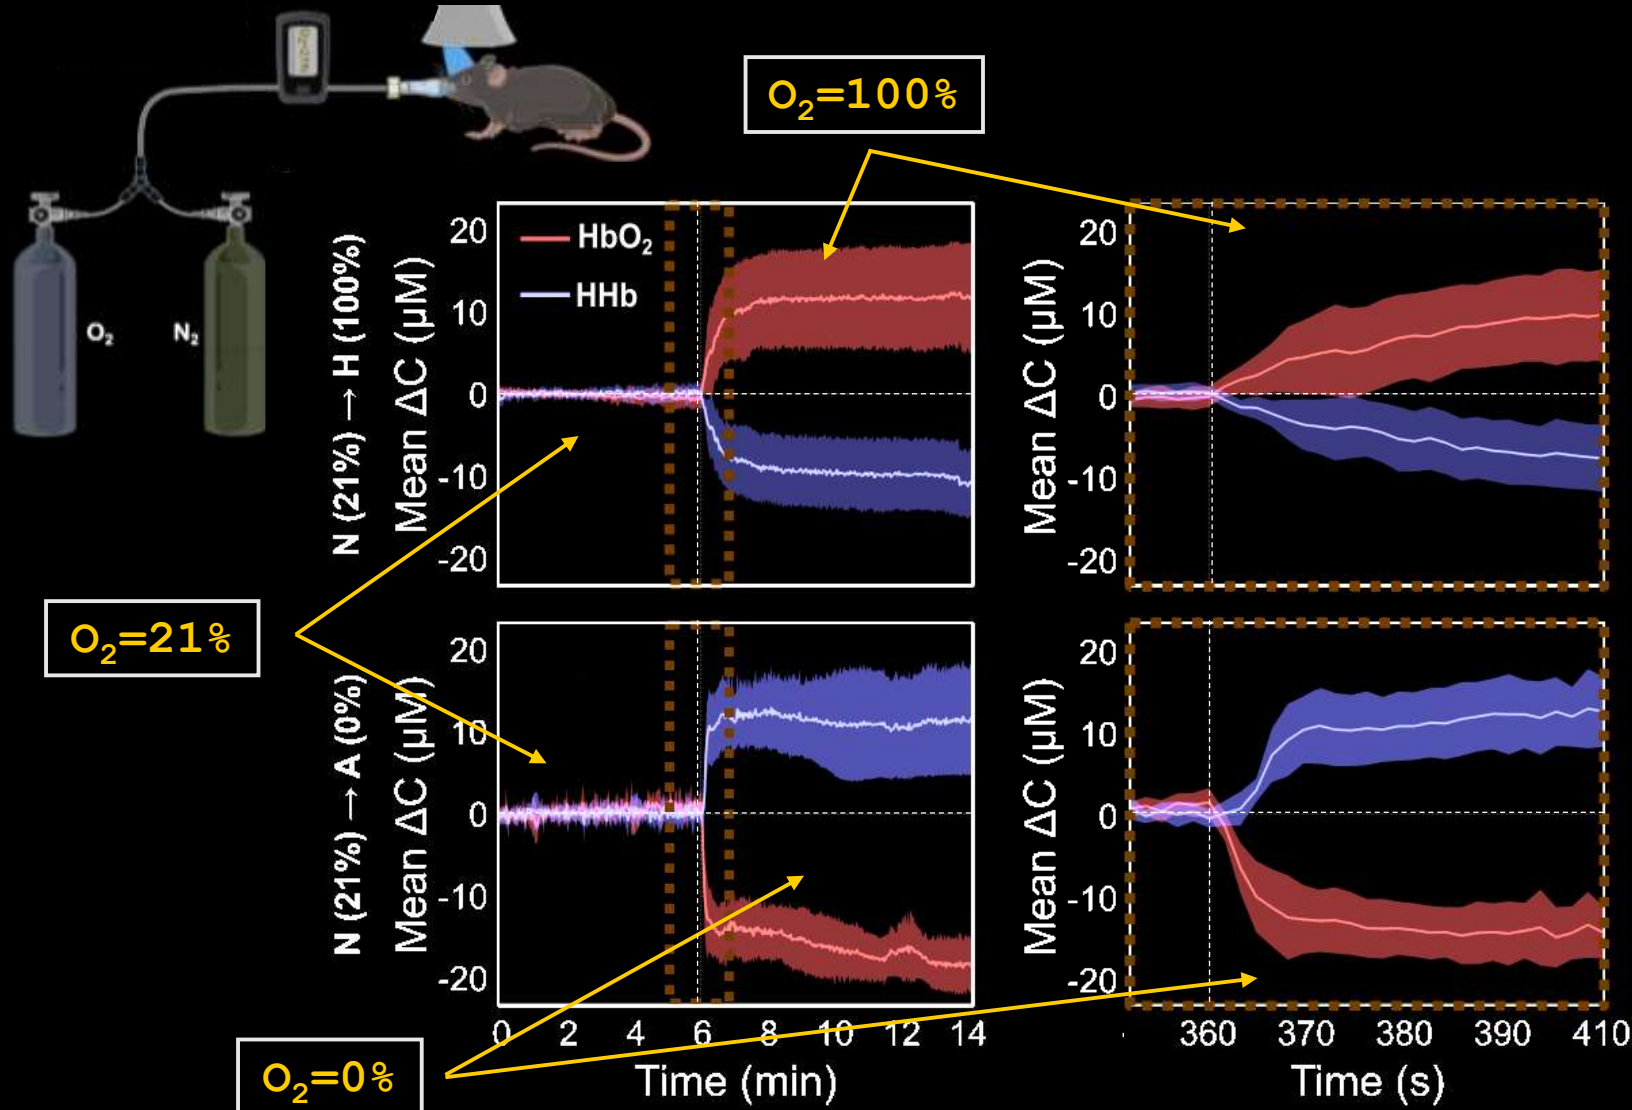 O₂=21%
O₂=100%
O₂
N₂
N (21%) → H (100%)
Mean ΔC (µM)
20
10
0
-10
-20
HbO₂
HHb
Mean ΔC (µM)
20
10
0
-10
-20
O₂=21%
N (21%) → A (0%)
Mean ΔC (µM)
20
10
0
-10
-20
Mean ΔC (µM)
20
10
0
-10
-20
0 2 4 6 8 10 12 14
Time (min)
360 370 380 390 410
Time (s)
O₂=0%